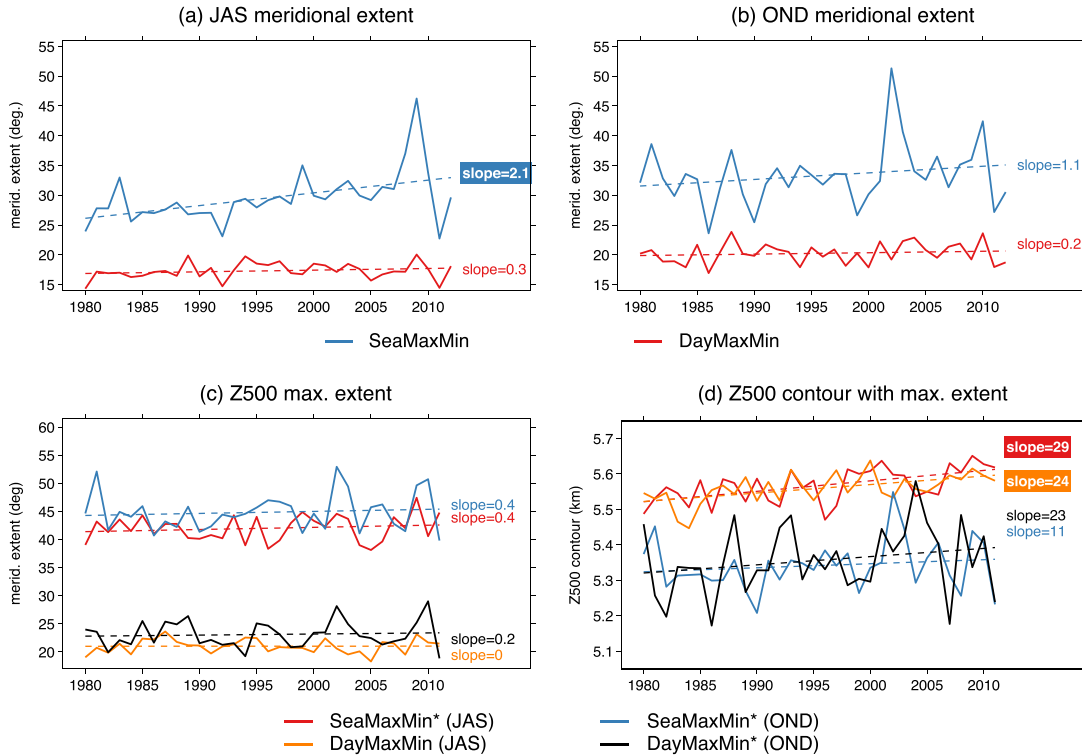 (a) JAS meridional extent
(b) OND meridional extent
merid. extent (deg.)
55
50
45
40
35
30
25
20
15
slope=2.1
slope=0.3
1980 1985 1990 1995 2000 2005 2010
merid. extent (deg.)
55
50
45
40
35
30
25
20
15
slope=1.1
slope=0.2
1980 1985 1990 1995 2000 2005 2010
SeaMaxMin
DayMaxMin
(c) Z500 max. extent
(d) Z500 contour with max. extent
merid. extent (deg)
60
55
50
45
40
35
30
25
20
slope=0.4
slope=0.4
slope=0.2
slope=0
1980 1985 1990 1995 2000 2005 2010
Z500 contour (km)
5.7
5.6
5.5
5.4
5.3
5.2
5.1
slope=29
slope=24
slope=23
slope=11
1980 1985 1990 1995 2000 2005 2010
SeaMaxMin* (JAS)
DayMaxMin (JAS)
SeaMaxMin* (OND)
DayMaxMin* (OND)